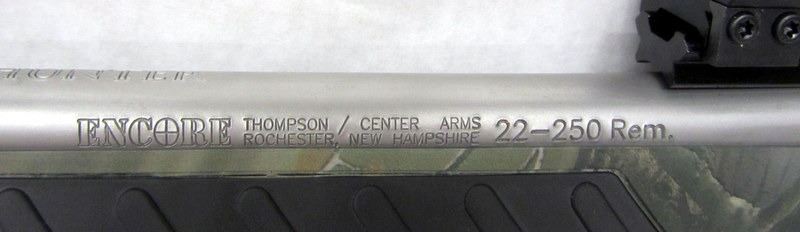 ENCORE THOMPSON / CENTER ARMS 22-250 Rem.
ROCHESTER, NEW HAMPSHIRE